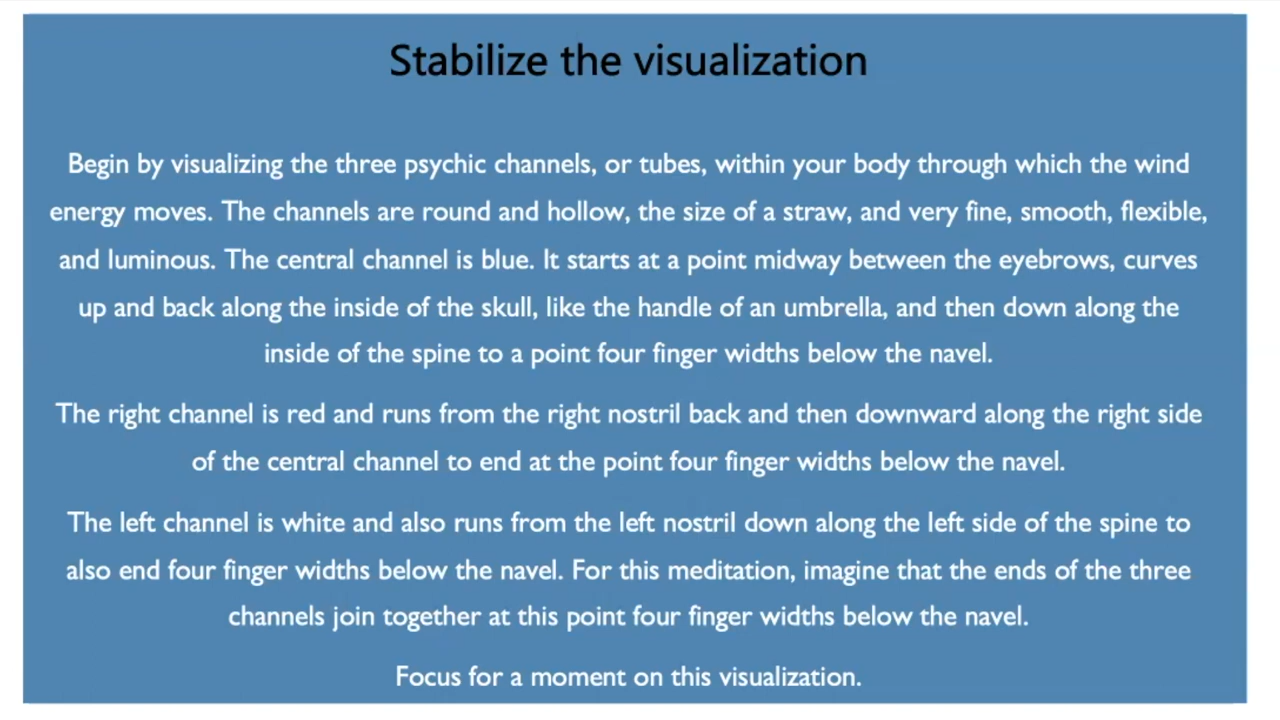 Stabilize the visualization
Begin by visualizing the three psychic channels, or tubes, within your body through which the wind
energy moves. The channels are round and hollow, the size of a straw, and very fine, smooth, flexible,
and luminous. The central channel is blue. It starts at a point midway between the eyebrows, curves
up and back along the inside of the skull, like the handle of an umbrella, and then down along the
inside of the spine to a point four finger widths below the navel.
The right channel is red and runs from the right nostril back and then downward along the right side
of the central channel to end at the point four finger widths below the navel.
The left channel is white and also runs from the left nostril down along the left side of the spine to
also end four finger widths below the navel. For this meditation, imagine that the ends of the three
channels join together at this point four finger widths below the navel.
Focus for a moment on this visualization.